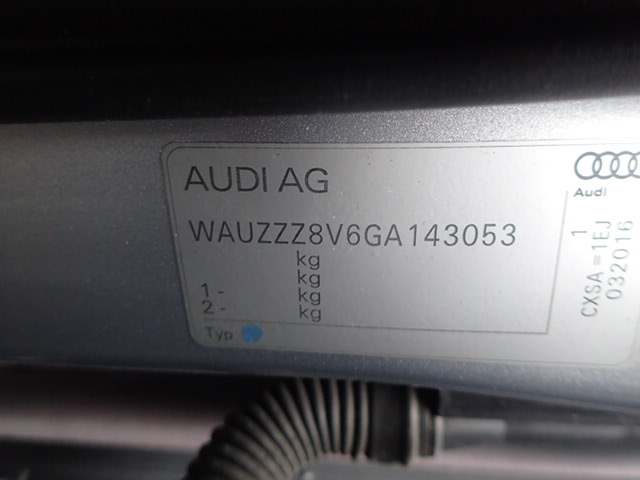 AUDI AG
WAUZZZ8V6GA143053
kg
kg
1 - kg
2 - kg
Typ
Audi
1
CXSA = 1EJ
032016